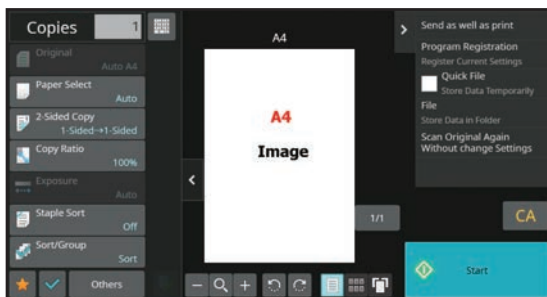 Copies 1
Original
Auto A4
Paper Select
Auto
2-Sided Copy
1-Sided→1-Sided
Copy Ratio
100%
Exposure
Auto
Staple Sort
Off
Sort/Group
Sort
Others
A4
A4
Image
1/1
Send as well as print
Program Registration
Register Current Settings
Quick File
Store Data Temporarily
File
Store Data in Folder
Scan Original Again
Without change Settings
CA
Start